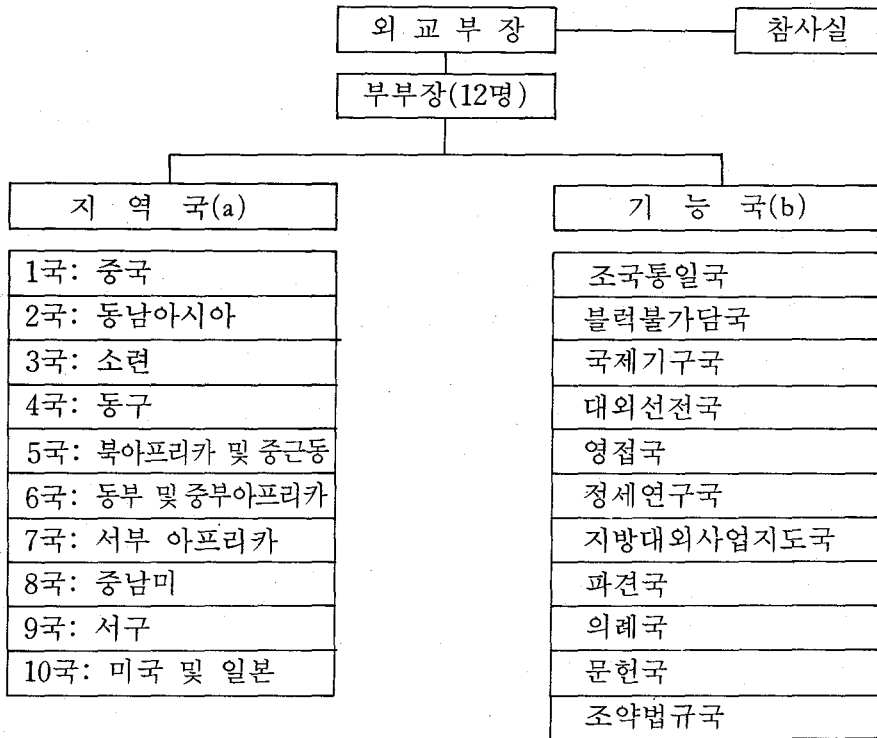 외 교 부 장
참사실
부부장(12명)
지 역 국(a)
1국: 중국
2국: 동남아시아
3국: 소련
4국: 동구
5국: 북아프리카 및 중근동
6국: 동부 및 중부아프리카
7국: 서부 아프리카
8국: 중남미
9국: 서구
10국: 미국 및 일본
기 능 국(b)
조국통일국
블럭불가담국
국제기구국
대외선전국
영접국
정세연구국
지방대외사업지도국
파견국
의례국
문헌국
조약법규국